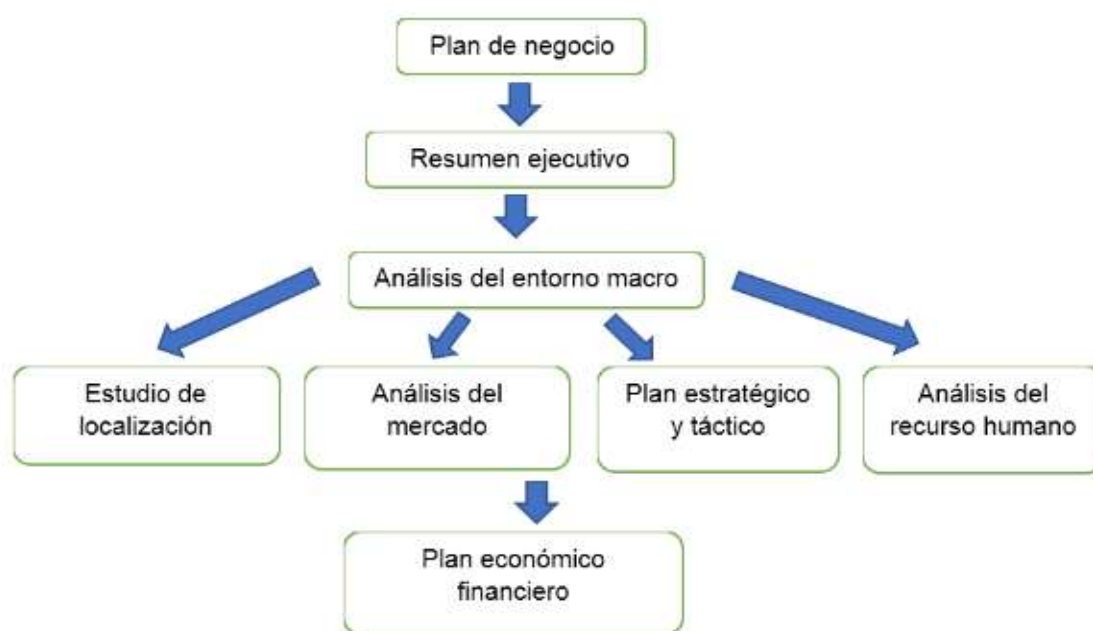 Plan de negocio
Resumen ejecutivo
Análisis del entorno macro
Estudio de
localización
Análisis del
mercado
Plan estratégico
y táctico
Análisis del
recurso humano
Plan económico
financiero